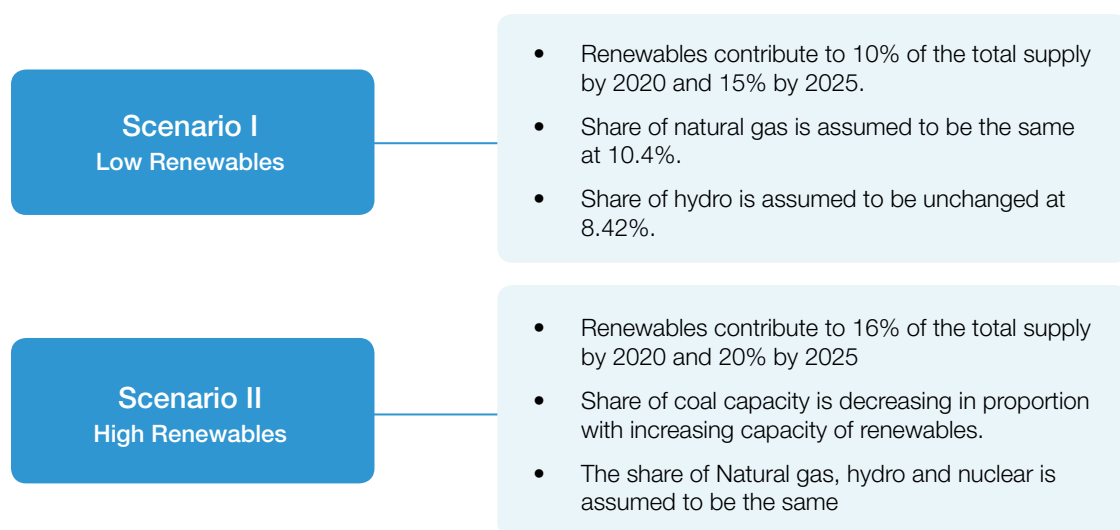 Scenario I
Low Renewables
• Renewables contribute to 10% of the total supply
by 2020 and 15% by 2025.
• Share of natural gas is assumed to be the same
at 10.4%.
• Share of hydro is assumed to be unchanged at
8.42%.
Scenario II
High Renewables
• Renewables contribute to 16% of the total supply
by 2020 and 20% by 2025
• Share of coal capacity is decreasing in proportion
with increasing capacity of renewables.
• The share of Natural gas, hydro and nuclear is
assumed to be the same